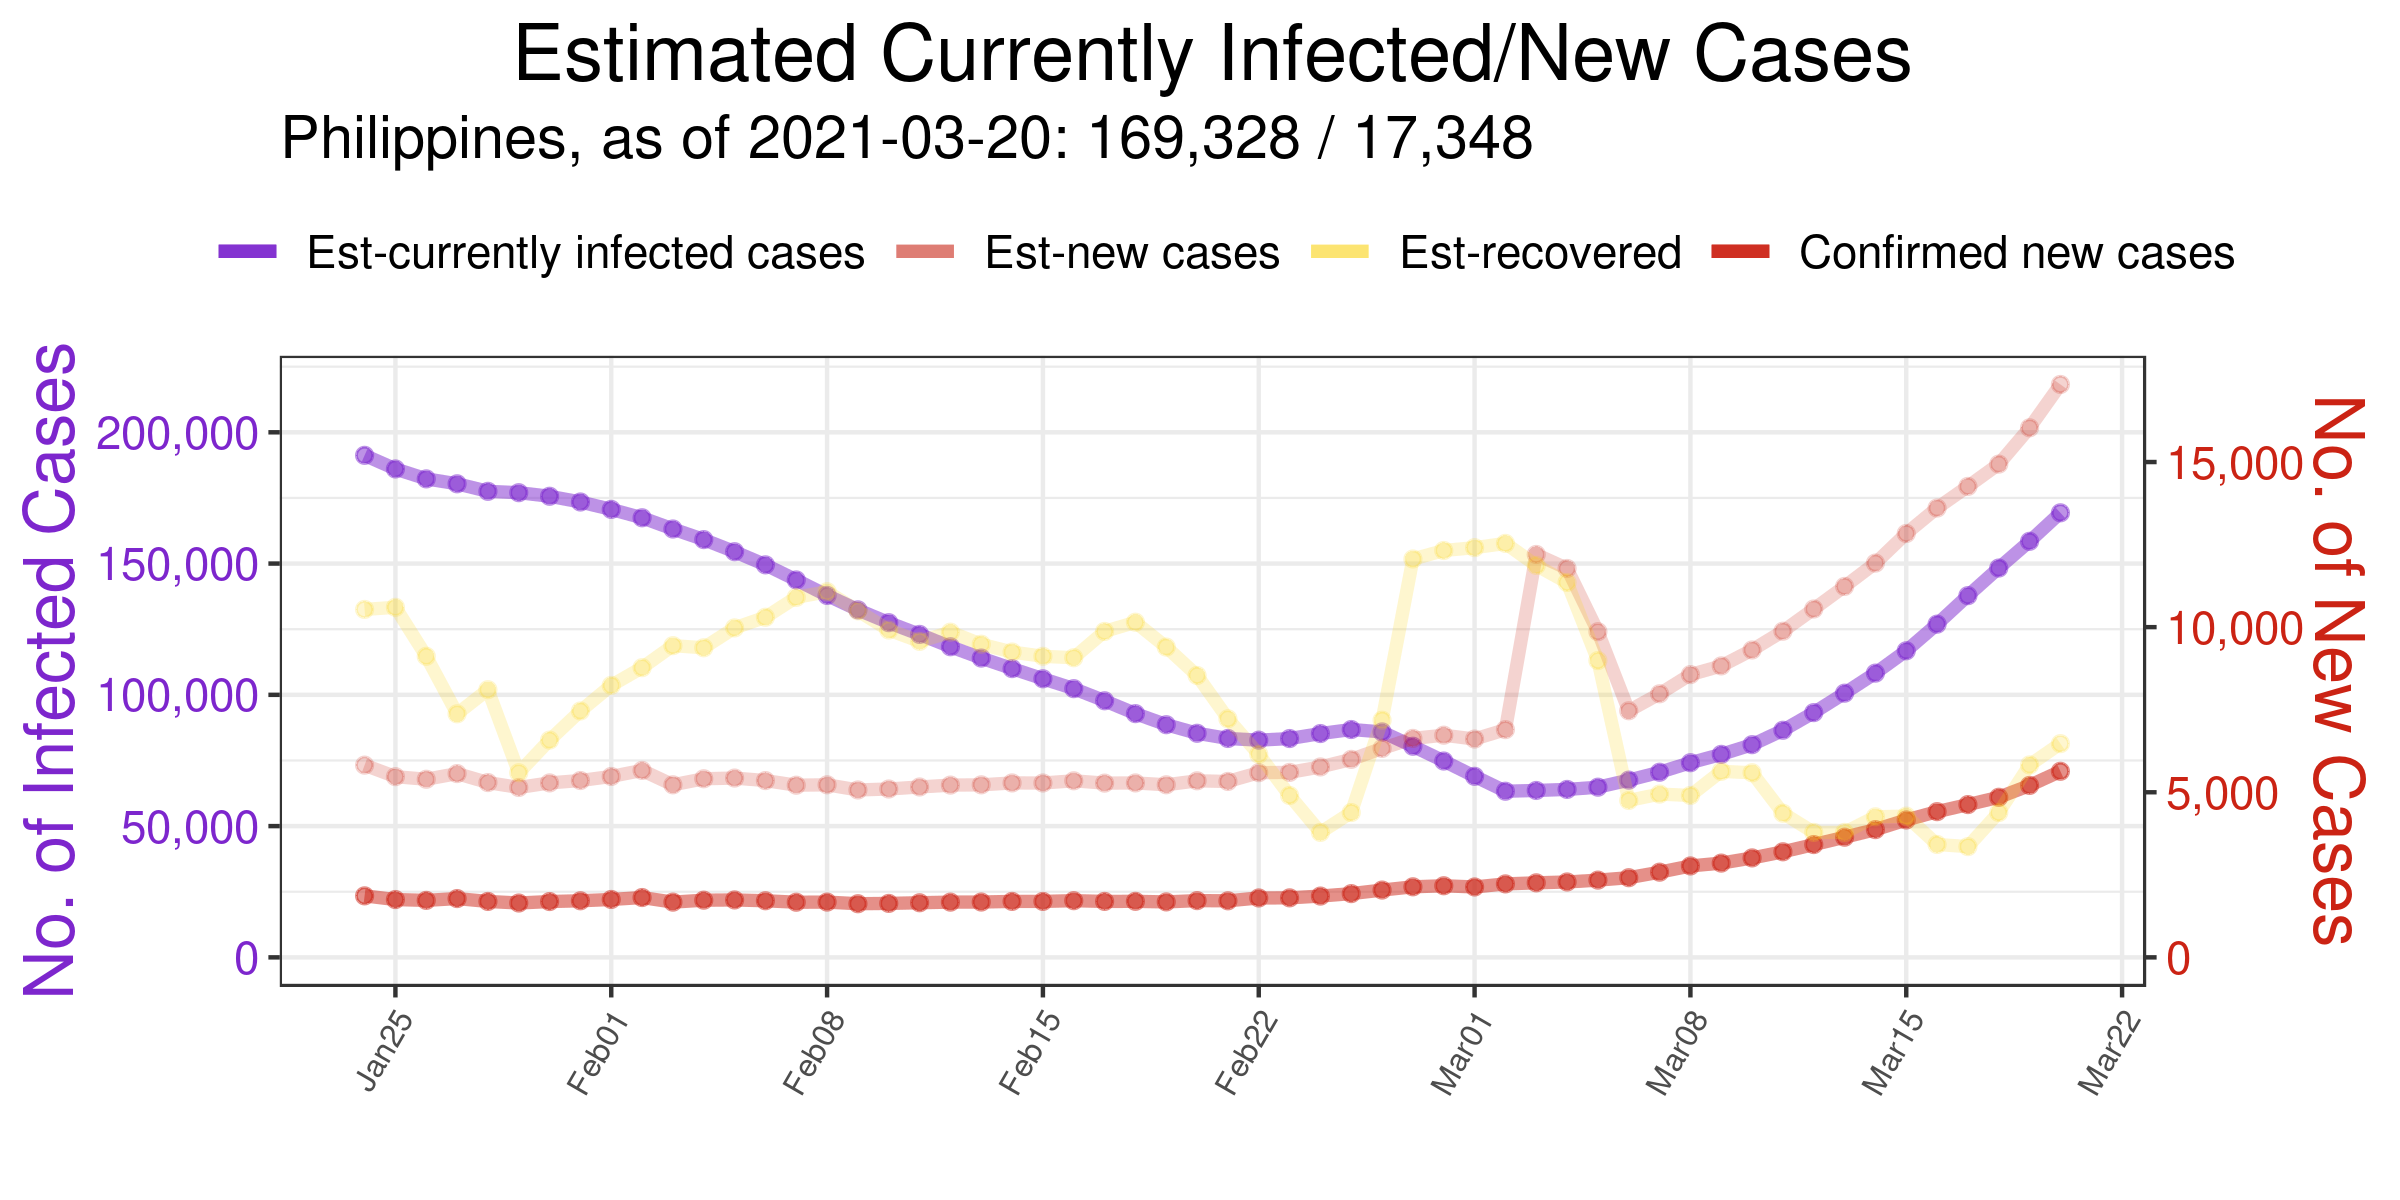 Estimated Currently Infected/New Cases
Philippines, as of 2021-03-20: 169,328 / 17,348
Est-currently infected cases Est-new cases Est-recovered Confirmed new cases
No. of Infected Cases
200,000
150,000
100,000
50,000
0
15,000
10,000
5,000
0
No. of New Cases
Jan25 Feb01 Feb08 Feb15 Feb22 Mar01 Mar08 Mar15 Mar22